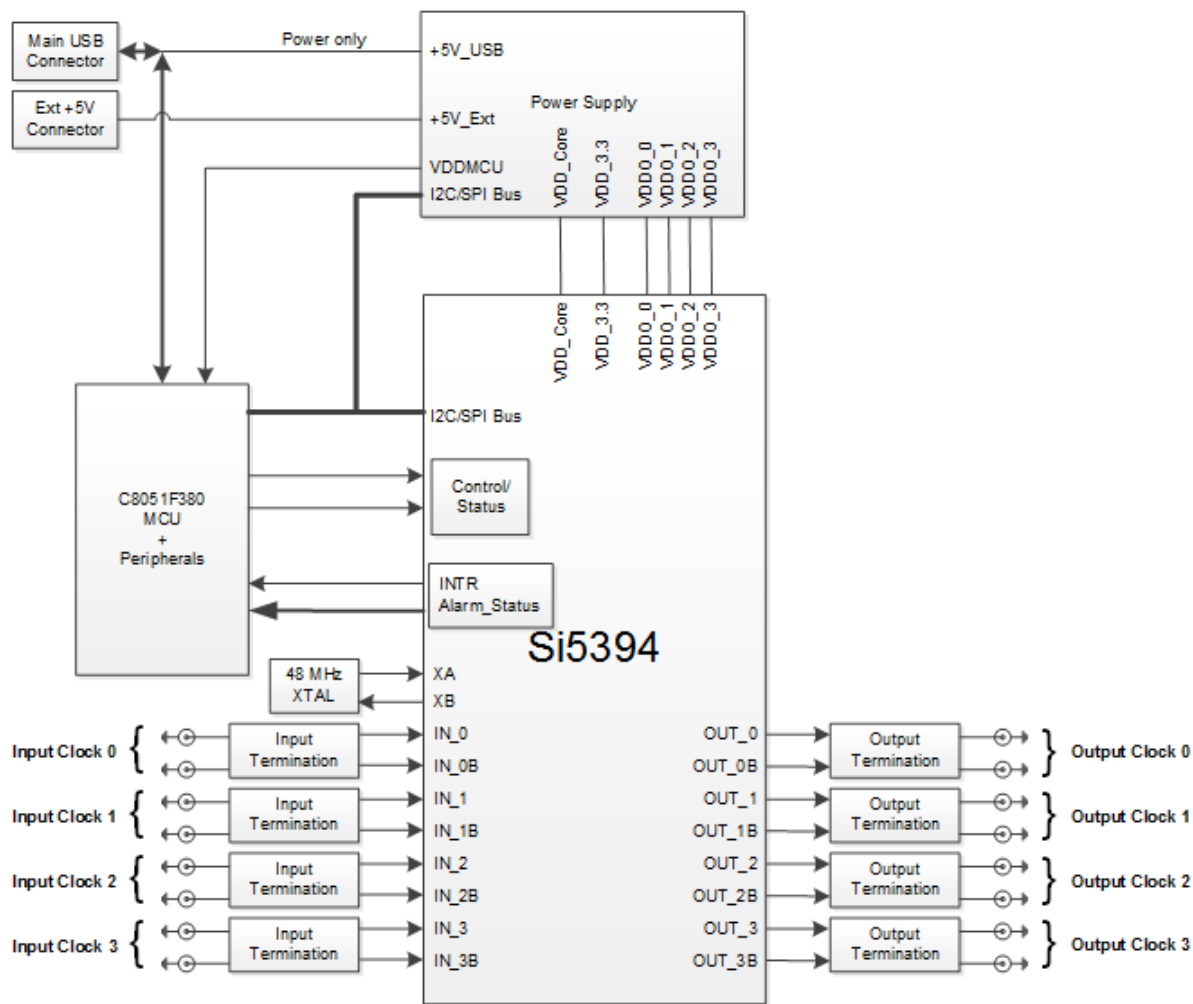 Main USB
Connector
Power only
+5V_USB
Ext +5V
Connector
Power Supply
+5V_Ext
VDDMCU
I2C/SPI Bus
VDD_Core
VDD_3.3
VDDO_0
VDDO_1
VDDO_2
VDDO_3
VDD_Core
VDD_3.3
VDDO_0
VDDO_1
VDDO_2
VDDO_3
I2C/SPI Bus
C8051F380
MCU
+
Peripherals
Control/
Status
INTR
Alarm_Status
Si5394
48 MHz
XTAL
XA
XB
Input Clock 0 {
Input
Termination
IN_0
IN_0B
OUT_0
OUT_0B
Output
Termination
} Output Clock 0
Input Clock 1 {
Input
Termination
IN_1
IN_1B
OUT_1
OUT_1B
Output
Termination
} Output Clock 1
Input Clock 2 {
Input
Termination
IN_2
IN_2B
OUT_2
OUT_2B
Output
Termination
} Output Clock 2
Input Clock 3 {
Input
Termination
IN_3
IN_3B
OUT_3
OUT_3B
Output
Termination
} Output Clock 3